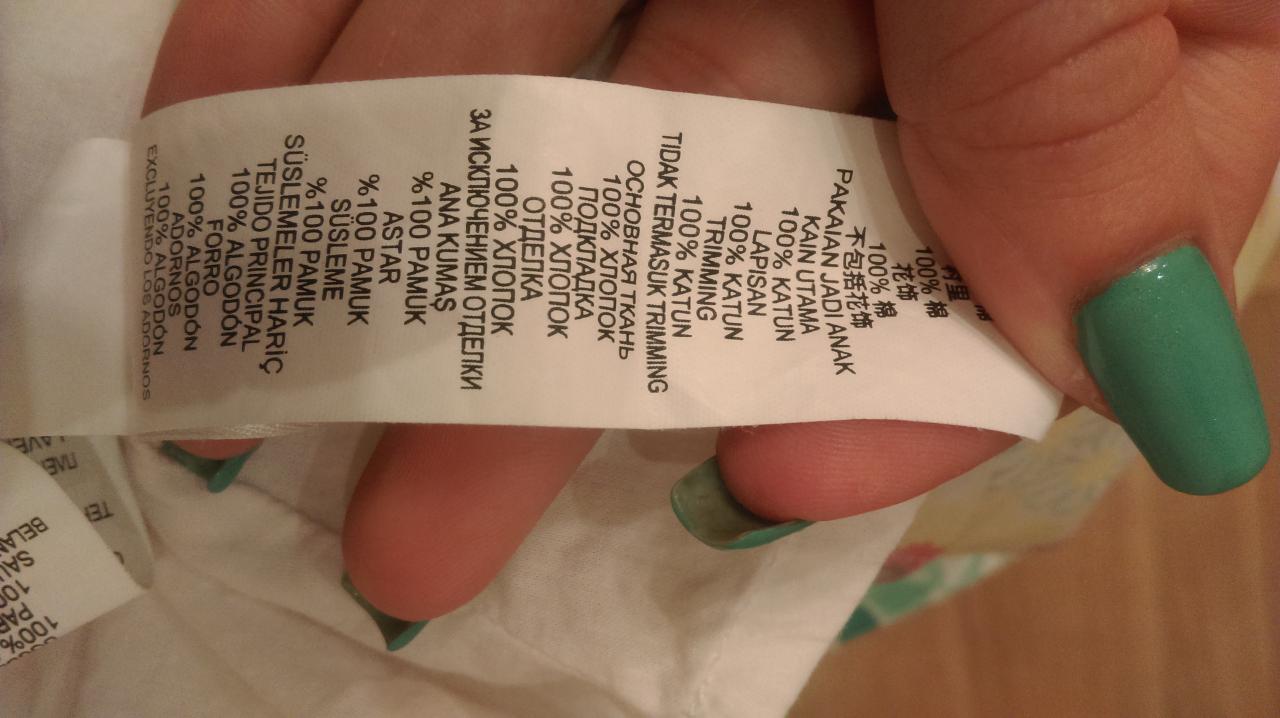 棉
衬里
100% 棉
花饰
100% 棉
不包括花饰
PAKAIAN JADI ANAK
KAIN UTAMA
100% KATUN
LAPISAN
100% KATUN
TRIMMING
100% KATUN
TIDAK TERMASUK TRIMMING
ОСНОВНАЯ ТКАНЬ
100% ХЛОПОК
ПОДКЛАДКА
100% ХЛОПОК
ОТДЕЛКА
100% ХЛОПОК
ЗА ИСКЛЮЧЕНИЕМ ОТДЕЛКИ
ANA KUMAŞ
%100 PAMUK
ASTAR
%100 PAMUK
SÜSLEME
%100 PAMUK
SÜSLEMELER HARİÇ
TEJIDO PRINCIPAL
100% ALGODÓN
FORRO
100% ALGODÓN
ADORNOS
100% ALGODÓN
EXCLUYENDO LOS ADORNOS